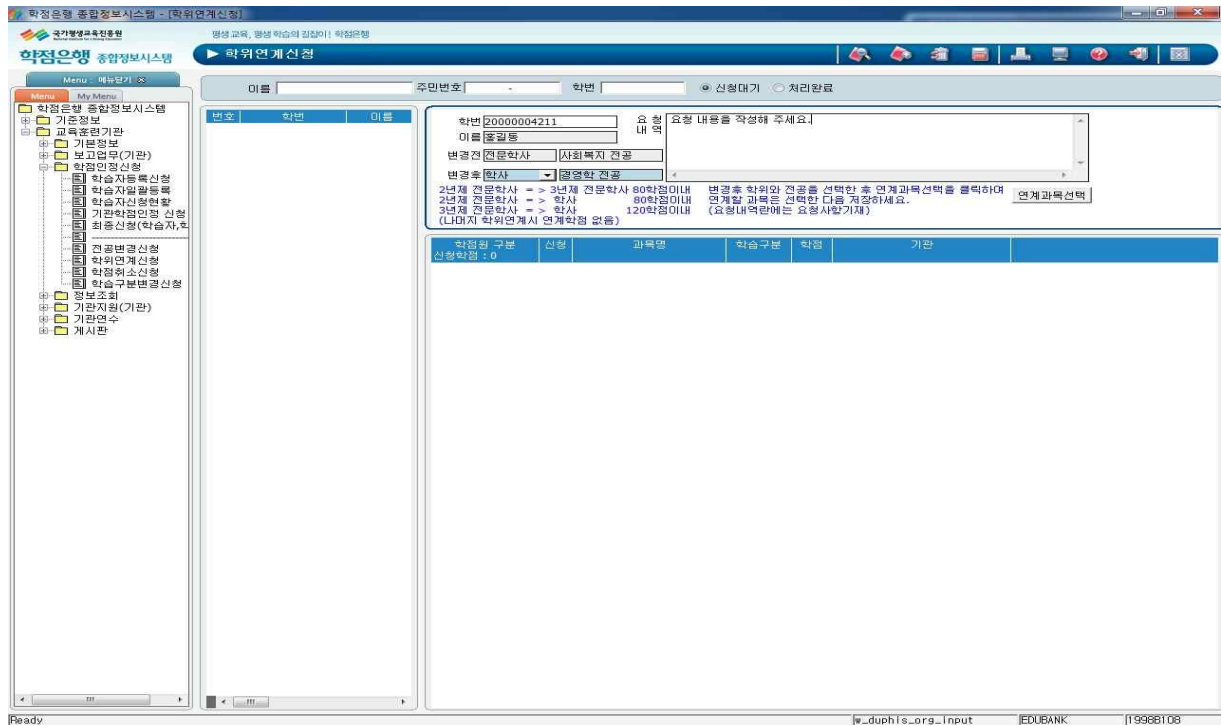 학점은행 종합정보시스템 - [학위연계신청]
국가평생교육진흥원
평생 교육, 평생 학습의 길잡이! 학점은행
학점은행 종합정보시스템
▶ 학위연계신청
Menu : 메뉴닫기
Menu My Menu
이름 주민번호 - 학번 신청대기 처리완료
학점은행 종합정보시스템
기준정보
교육훈련기관
기본정보
보고업무(기관)
학점인정신청
학습자등록신청
학습자일괄등록
학습자신청현황
기관학점인정 신청
최종신청(학습자,학
--------------------
전공변경신청
학위연계신청
학점취소신청
학습구분변경신청
정보조회
기관지원(기관)
기관연수
게시판
번호 학번 이름
학번 20000004211
이름 홍길동
변경전 전문학사 사회복지 전공
변경후 학사 경영학 전공
요 청
내 역
요청 내용을 작성해 주세요.
2년제 전문학사 = > 3년제 전문학사 80학점이내
2년제 전문학사 = > 학사 80학점이내
3년제 전문학사 = > 학사 120학점이내
(나머지 학위연계시 연계학점 없음)
변경후 학위와 전공을 선택한 후 연계과목선택을 클릭하며
연계할 과목은 선택한 다음 저장하세요.
(요청내역란에는 요청사항기재)
연계과목선택
학점원 구분 신청 과목명 학습구분 학점 기관
신청학점 : 0
Ready w_duphis_org_input EDUBANK 1998B108